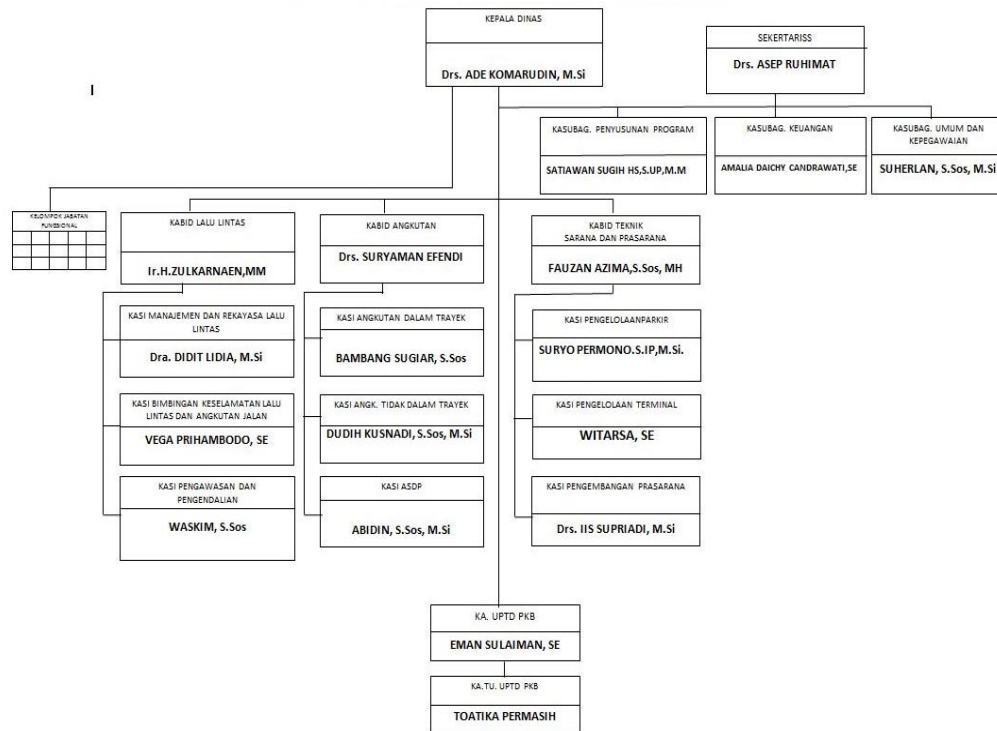 KEPALA DINAS
Drs. ADE KOMARUDIN, M.Si
SEKERTARISS
Drs. ASEP RUHIMAT
I
KASUBAG. PENYUSUNAN PROGRAM
SATIAWAN SUGIH HS,S.UP,M.M
KASUBAG. KEUANGAN
AMALIA DAICHY CANDRAWATI,SE
KASUBAG. UMUM DAN
KEPEGAWAIAN
SUHERLAN, S.Sos, M.Si
KELOMPOK JABATAN
FUNGSIONAL
KABID LALU LINTAS
Ir.H.ZULKARNAEN,MM
KABID ANGKUTAN
Drs. SURYAMAN EFENDI
KABID TEKNIK
SARANA DAN PRASARANA
FAUZAN AZIMA,S.Sos, MH
KASI MANAJEMEN DAN REKAYASA LALU
LINTAS
Dra. DIDIT LIDIA, M.Si
KASI ANGKUTAN DALAM TRAYEK
BAMBANG SUGIAR, S.Sos
KASI PENGELOLAANPARKIR
SURYO PERMONO.S.IP,M.Si.
KASI BIMBINGAN KESELAMATAN LALU
LINTAS DAN ANGKUTAN JALAN
VEGA PRIHAMBODO, SE
KASI ANGK. TIDAK DALAM TRAYEK
DUDIH KUSNADI, S.Sos, M.Si
KASI PENGELOLAAN TERMINAL
WITARSA, SE
KASI PENGAWASAN DAN
PENGENDALIAN
WASKIM, S.Sos
KASI ASDP
ABIDIN, S.Sos, M.Si
KASI PENGEMBANGAN PRASARANA
Drs. IIS SUPRIADI, M.Si
KA. UPTD PKB
EMAN SULAIMAN, SE
KA.TU. UPTD PKB
TOATIKA PERMASIH